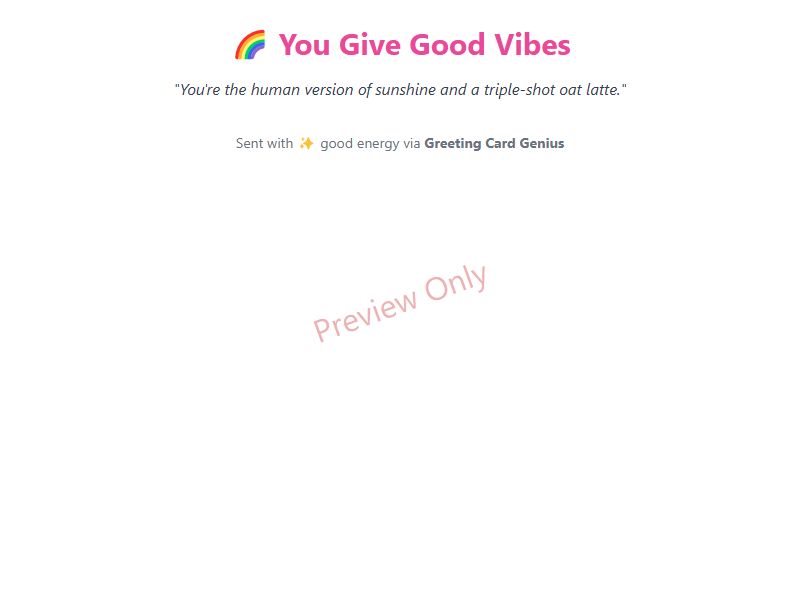 🌈 You Give Good Vibes
"You're the human version of sunshine and a triple-shot oat latte."
Sent with ✨ good energy via Greeting Card Genius
Preview Only